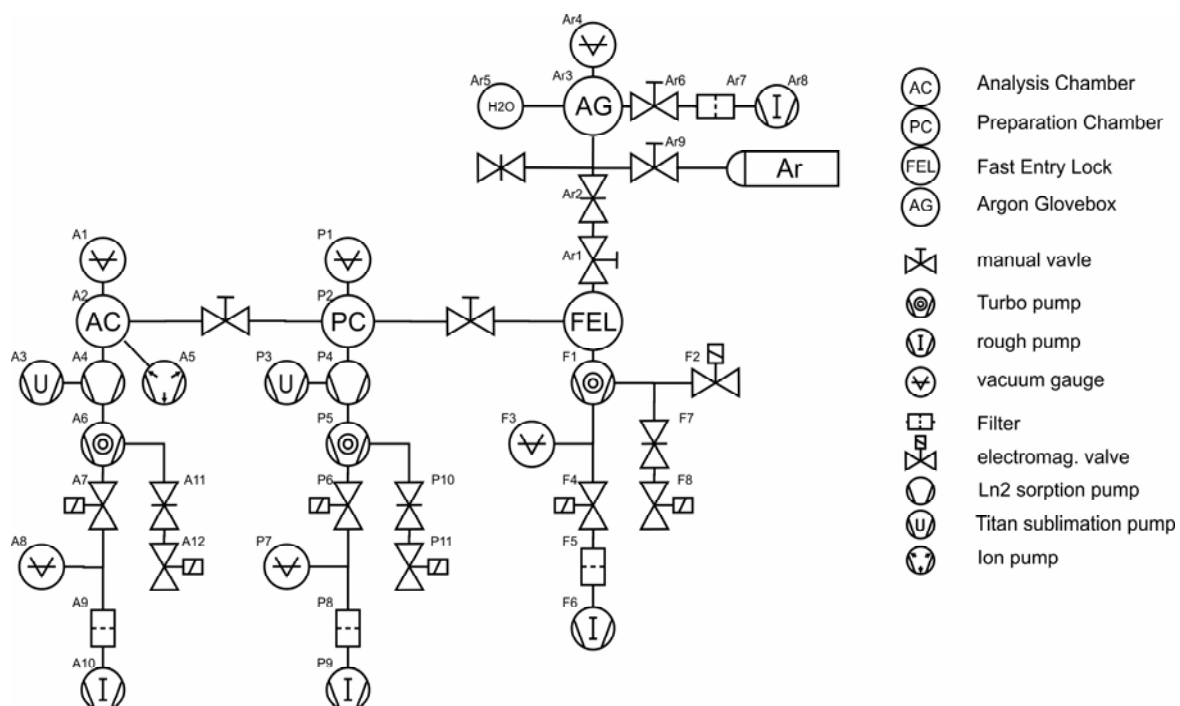 Ar4
Ar3
Ar5
Ar6
Ar7
Ar8
H2O
AG
Ar9
Ar
Ar2
Ar1
A1
P1
A2
P2
AC
PC
FEL
A3
A4
A5
P3
P4
F1
F2
U
U
A6
P5
F3
F7
A7
A11
P6
P10
F4
F8
A8
A12
P7
P11
F5
A9
P8
F6
A10
P9
AC Analysis Chamber
PC Preparation Chamber
FEL Fast Entry Lock
AG Argon Glovebox
manual vavle
Turbo pump
rough pump
vacuum gauge
Filter
electromag. valve
Ln2 sorption pump
U Titan sublimation pump
Ion pump